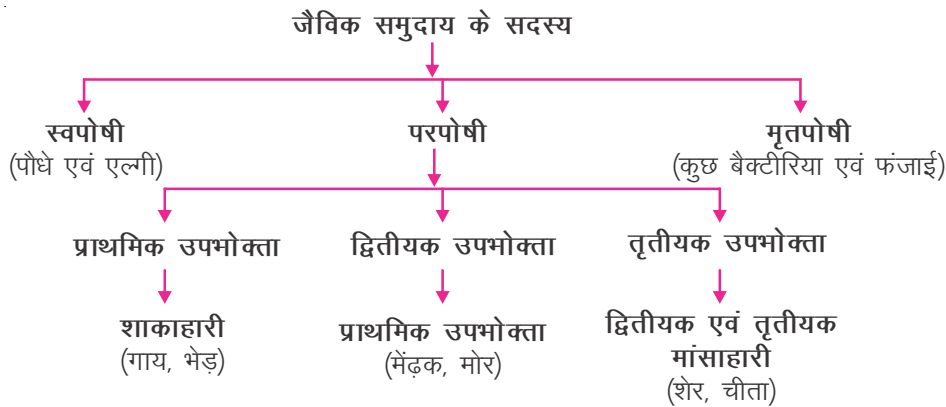 जैविक समुदाय के सदस्य
स्वपोषी
(पौधे एवं एल्गी)
परपोषी
मृतपोषी
(कुछ बैक्टीरिया एवं फंजाई)
प्राथमिक उपभोक्ता
द्वितीयक उपभोक्ता
तृतीयक उपभोक्ता
शाकाहारी
(गाय, भेड़)
प्राथमिक उपभोक्ता
(मेंढ़क, मोर)
द्वितीयक एवं तृतीयक
मांसाहारी
(शेर, चीता)